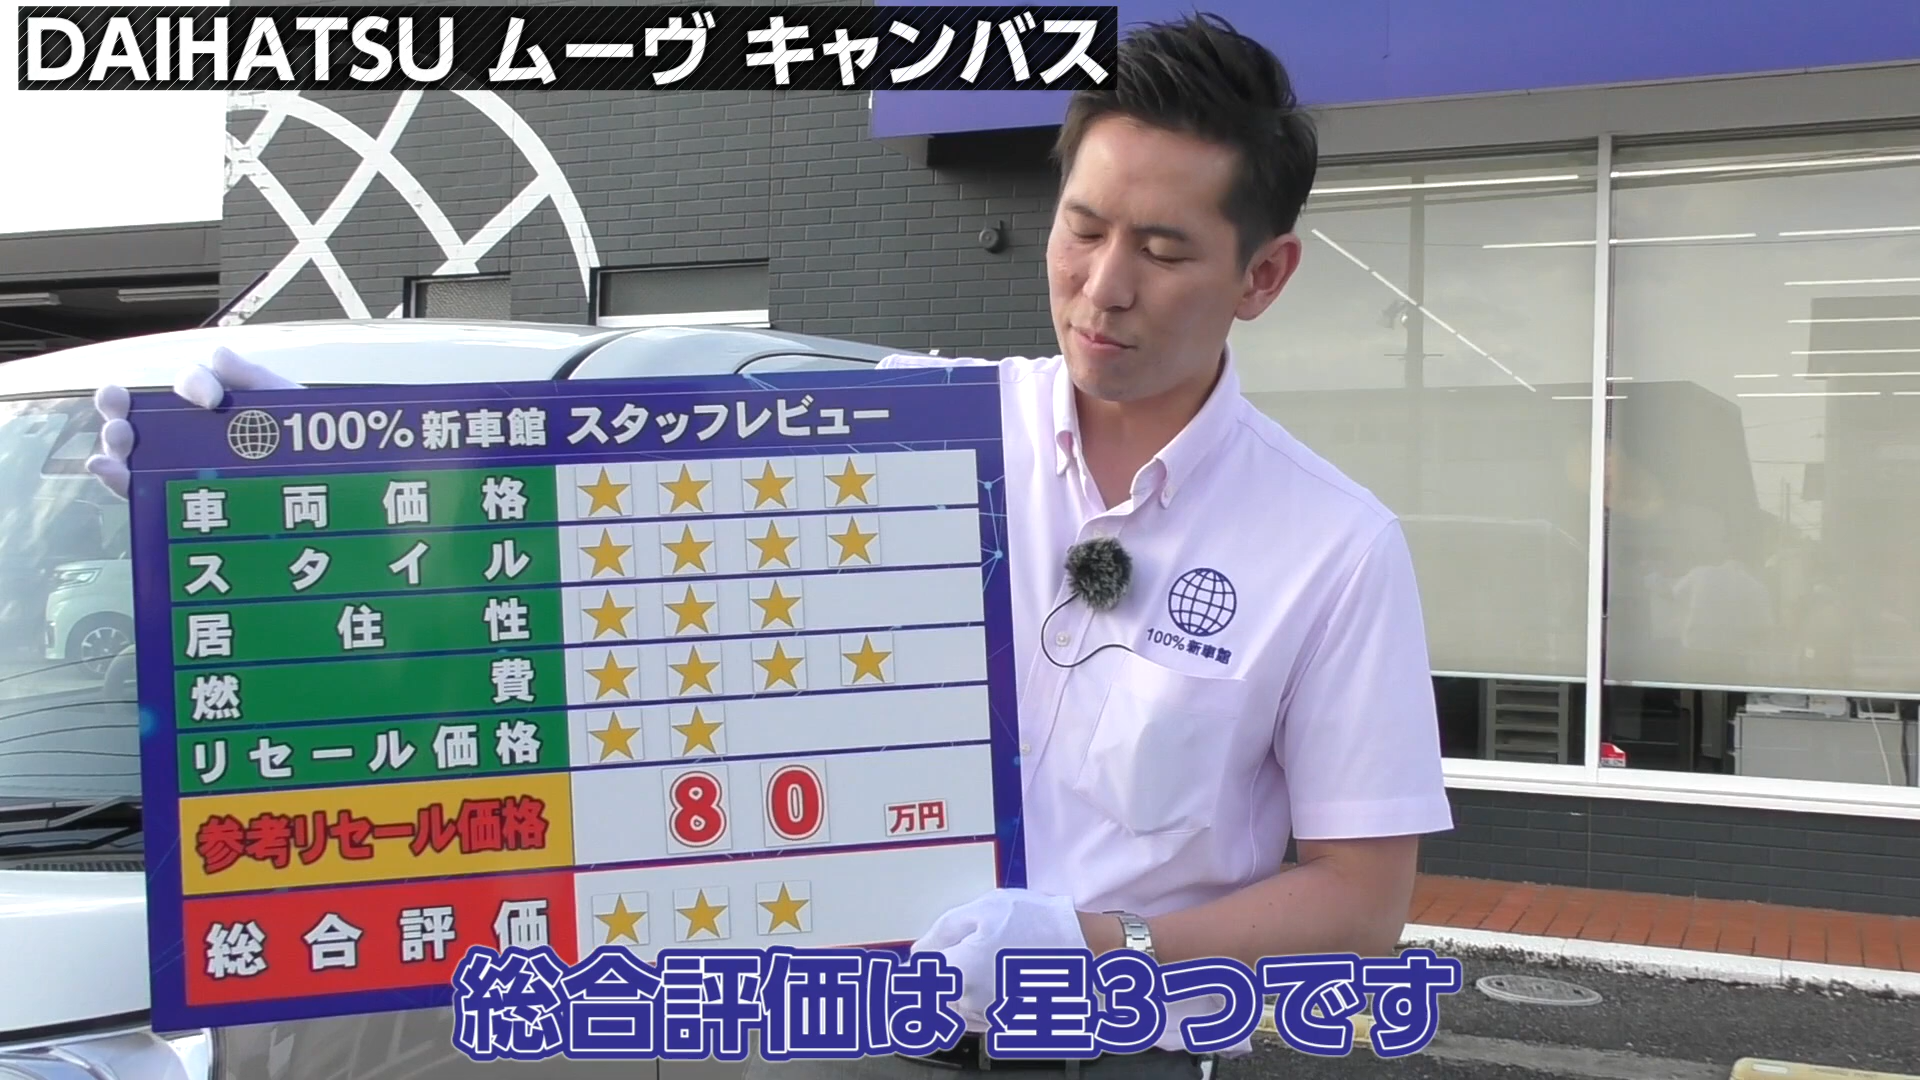 DAIHATSU ムーヴ キャンバス
100%新車館 スタッフレビュー
車両価格 ★★★★
スタイル ★★★★
居住性 ★★★
燃費 ★★★★
リセール価格 ★★
参考リセール価格 80万円
総合評価 ★★★
100%新車館
総合評価は 星3つです